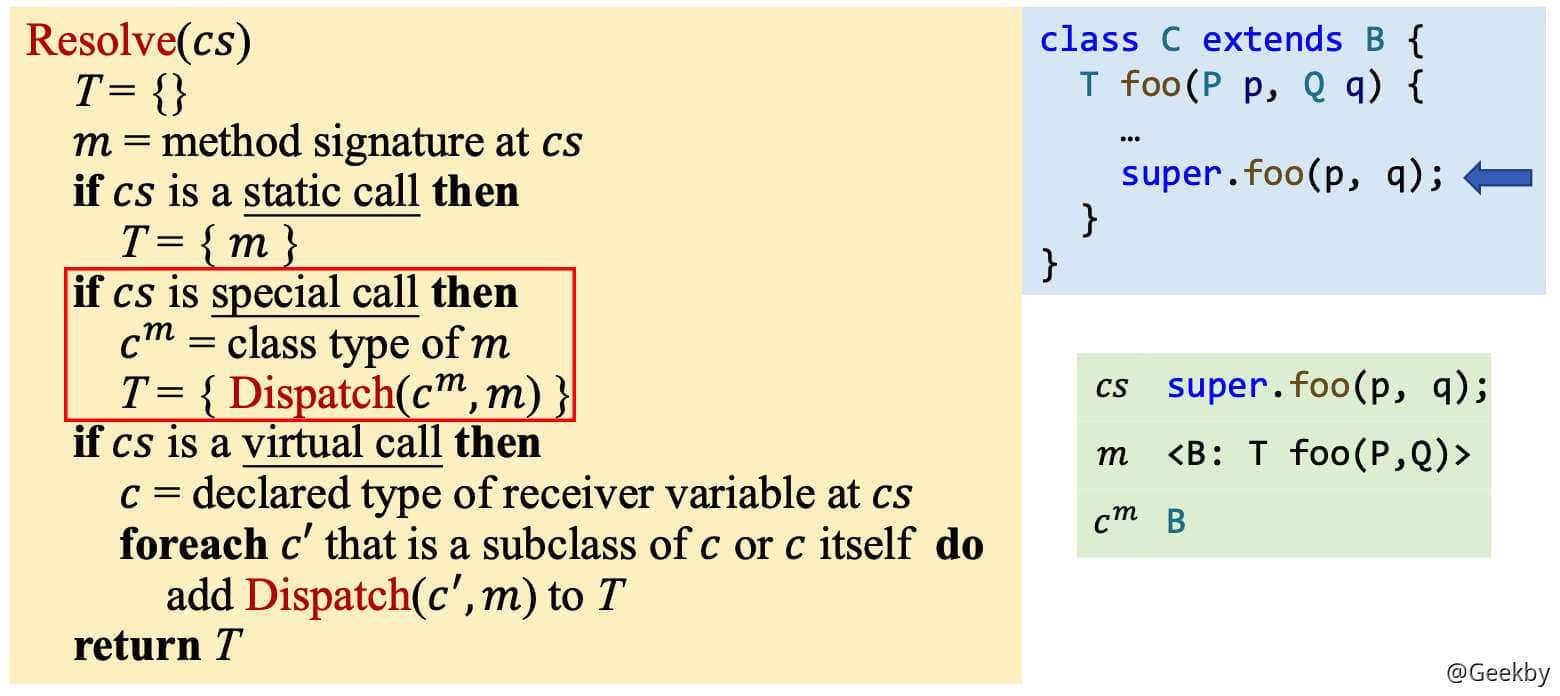 Resolve(cs)
T = {}
m = method signature at cs
if cs is a static call then
T = { m }
if cs is special call then
cᵐ = class type of m
T = { Dispatch(cᵐ, m) }
if cs is a virtual call then
c = declared type of receiver variable at cs
foreach c′ that is a subclass of c or c itself do
add Dispatch(c′, m) to T
return T
class C extends B {
T foo(P p, Q q) {
…
super.foo(p, q);
}
}
cs super.foo(p, q);
m <B: T foo(P,Q)>
cᵐ B
@Geekby